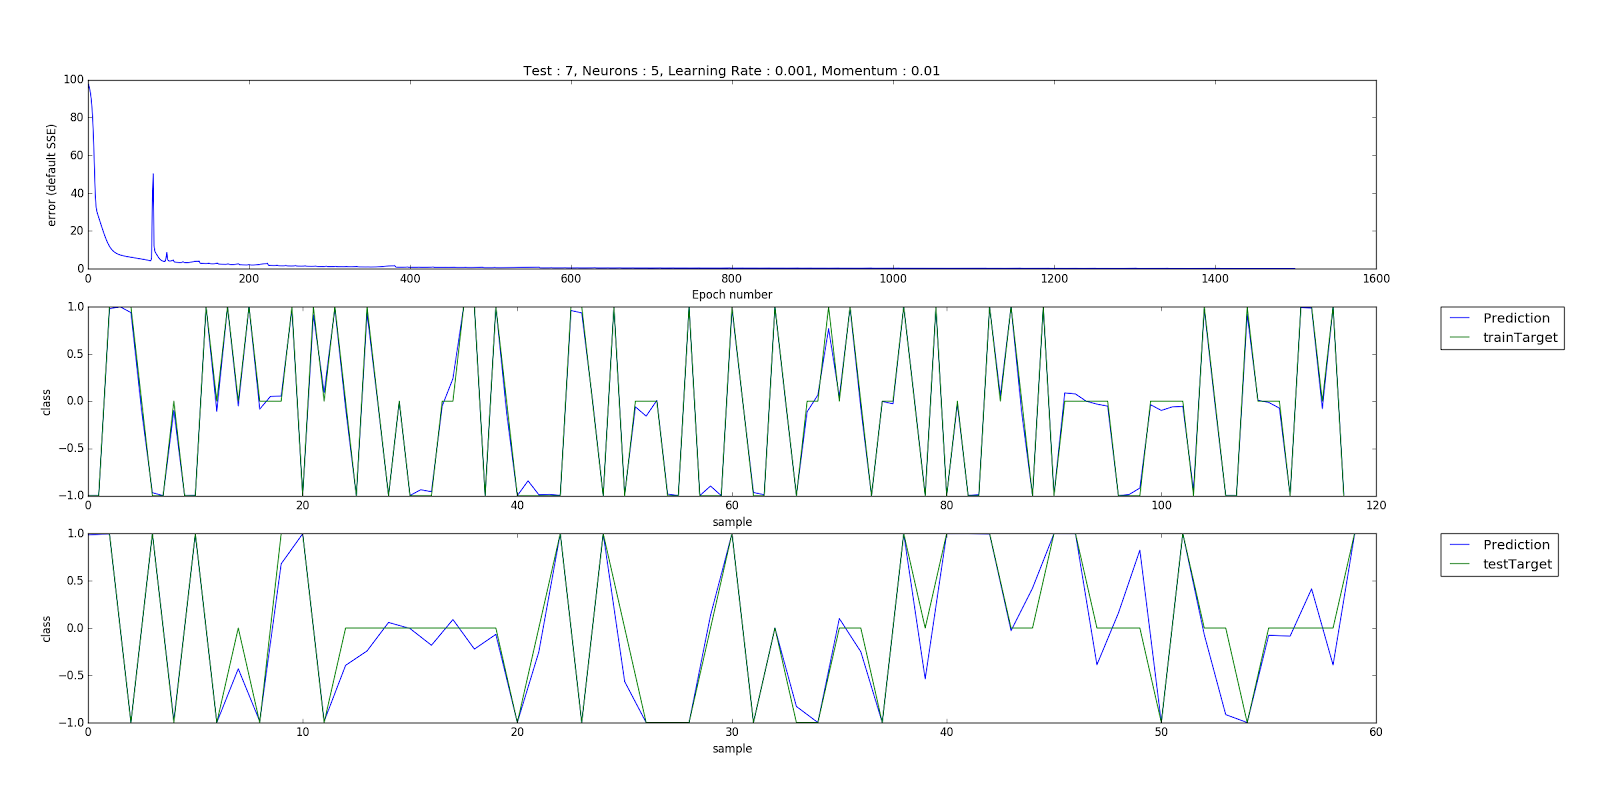 Test : 7, Neurons : 5, Learning Rate : 0.001, Momentum : 0.01
100
80
60
40
20
0
error (default SSE)
0 200 400 600 800 1000 1200 1400 1600
Epoch number
1.0
0.5
0.0
−0.5
−1.0
class
0 20 40 60 80 100 120
sample
Prediction
trainTarget
1.0
0.5
0.0
−0.5
−1.0
class
0 10 20 30 40 50 60
sample
Prediction
testTarget